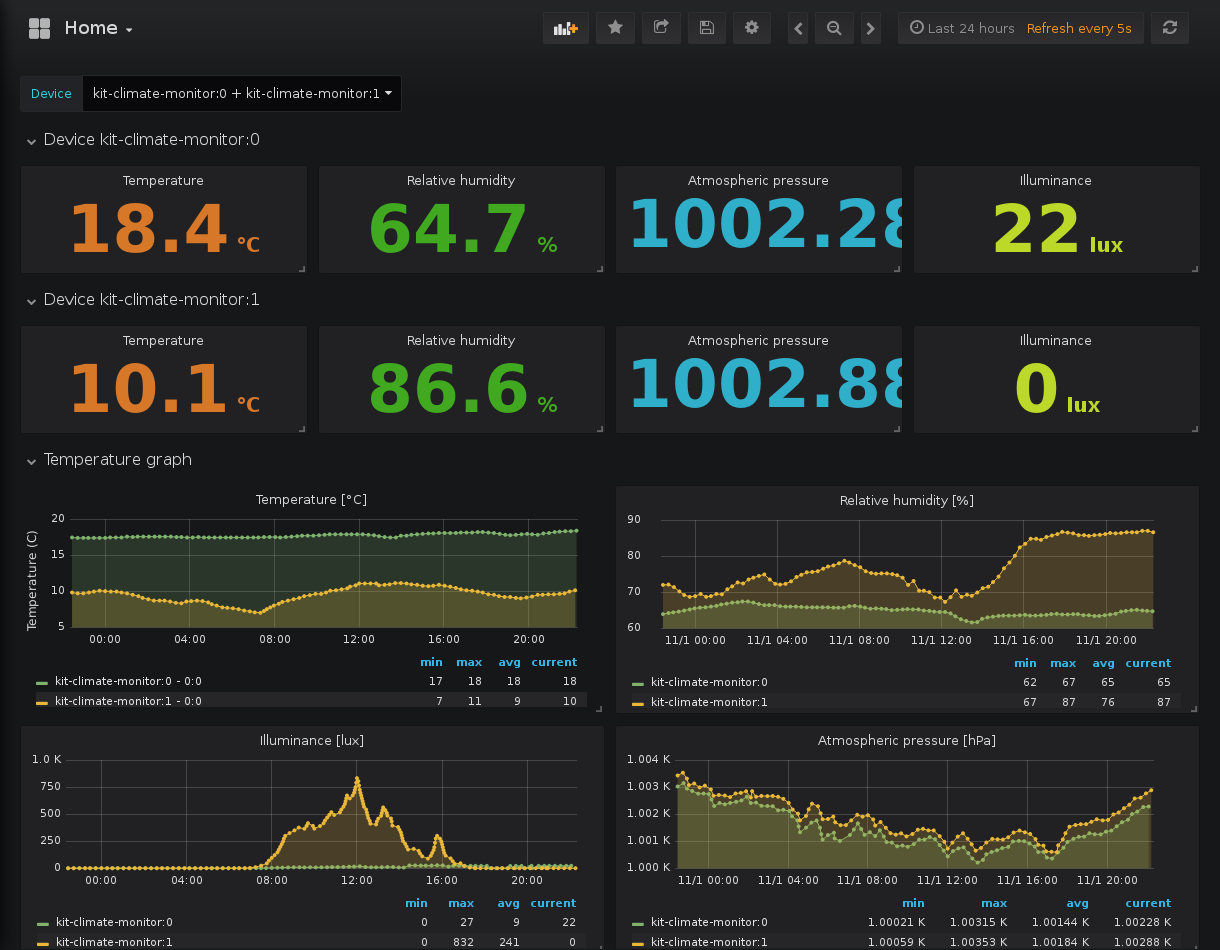 Home
Last 24 hours Refresh every 5s
Device kit-climate-monitor:0 + kit-climate-monitor:1
Device kit-climate-monitor:0
Temperature Relative humidity Atmospheric pressure Illuminance
18.4 °C 64.7 % 1002.28 22 lux
Device kit-climate-monitor:1
Temperature Relative humidity Atmospheric pressure Illuminance
10.1 °C 86.6 % 1002.88 0 lux
Temperature graph
Temperature [°C]
Temperature (C)
20
15
10
5
00:00 04:00 08:00 12:00 16:00 20:00
min max avg current
kit-climate-monitor:0 - 0:0 17 18 18 18
kit-climate-monitor:1 - 0:0 7 11 9 10
Relative humidity [%]
90
80
70
60
11/1 00:00 11/1 04:00 11/1 08:00 11/1 12:00 11/1 16:00 11/1 20:00
min max avg current
kit-climate-monitor:0 62 67 65 65
kit-climate-monitor:1 67 87 76 87
Illuminance [lux]
1.0 K
750
500
250
0
00:00 04:00 08:00 12:00 16:00 20:00
min max avg current
kit-climate-monitor:0 0 27 9 22
kit-climate-monitor:1 0 832 241 0
Atmospheric pressure [hPa]
1.004 K
1.003 K
1.002 K
1.001 K
1.000 K
11/1 00:00 11/1 04:00 11/1 08:00 11/1 12:00 11/1 16:00 11/1 20:00
min max avg current
kit-climate-monitor:0 1.00021 K 1.00315 K 1.00144 K 1.00228 K
kit-climate-monitor:1 1.00059 K 1.00353 K 1.00184 K 1.00288 K